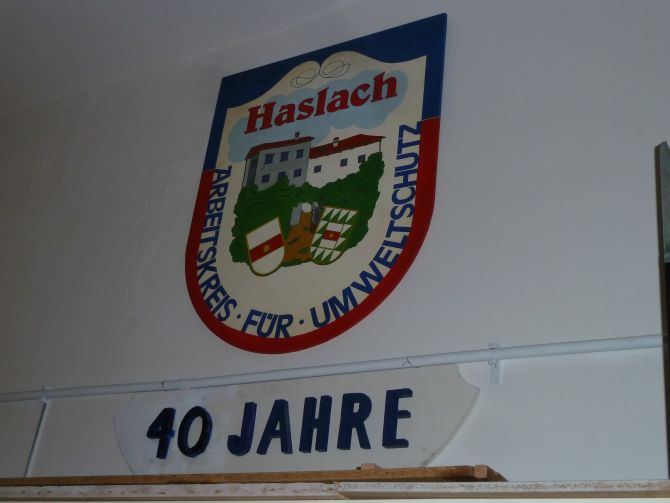 Haslach
ARBEITSKREIS · FÜR · UMWELTSCHUTZ
40 JAHRE